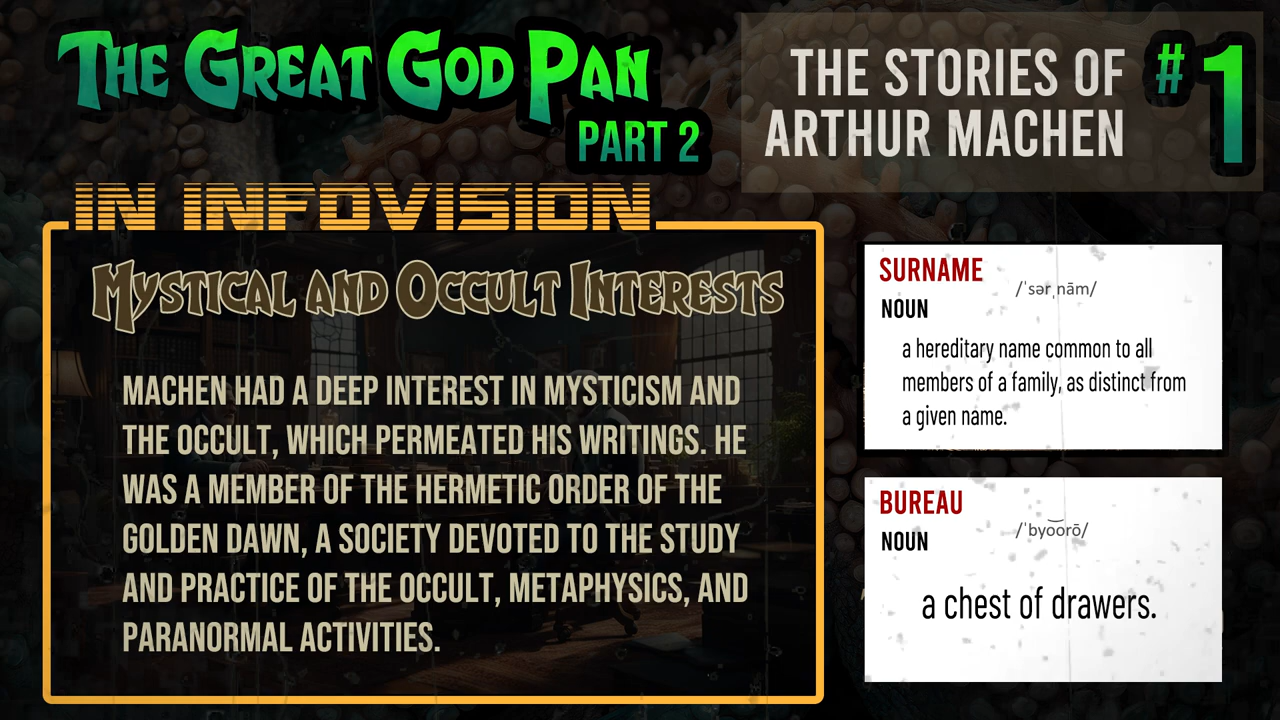 The Great God Pan
PART 2
THE STORIES OF
ARTHUR MACHEN
#1
IN INFOVISION
Mystical and Occult Interests
MACHEN HAD A DEEP INTEREST IN MYSTICISM AND
THE OCCULT, WHICH PERMEATED HIS WRITINGS. HE
WAS A MEMBER OF THE HERMETIC ORDER OF THE
GOLDEN DAWN, A SOCIETY DEVOTED TO THE STUDY
AND PRACTICE OF THE OCCULT, METAPHYSICS, AND
PARANORMAL ACTIVITIES.
SURNAME
/ˈsərˌnām/
NOUN
a hereditary name common to all
members of a family, as distinct from
a given name.
BUREAU
/ˈbyo͝orō/
NOUN
a chest of drawers.